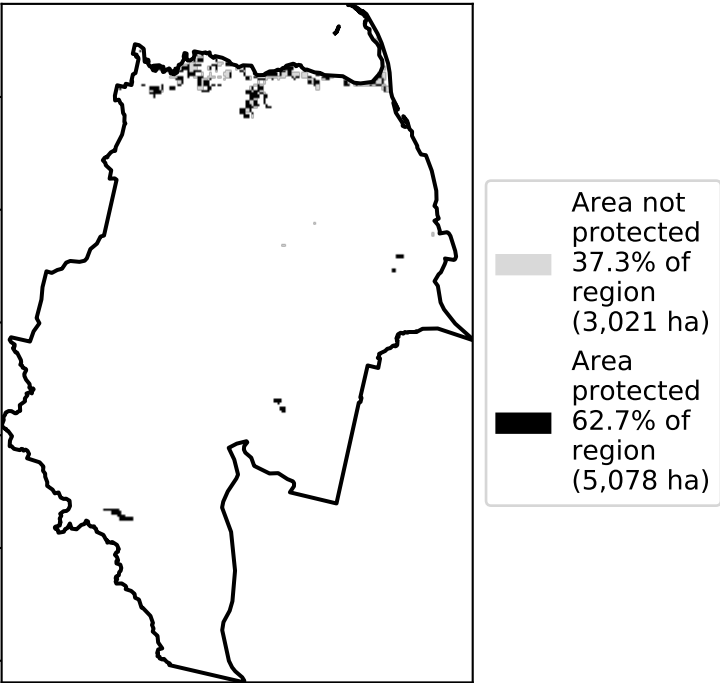 Area not
protected
37.3% of
region
(3,021 ha)
Area
protected
62.7% of
region
(5,078 ha)